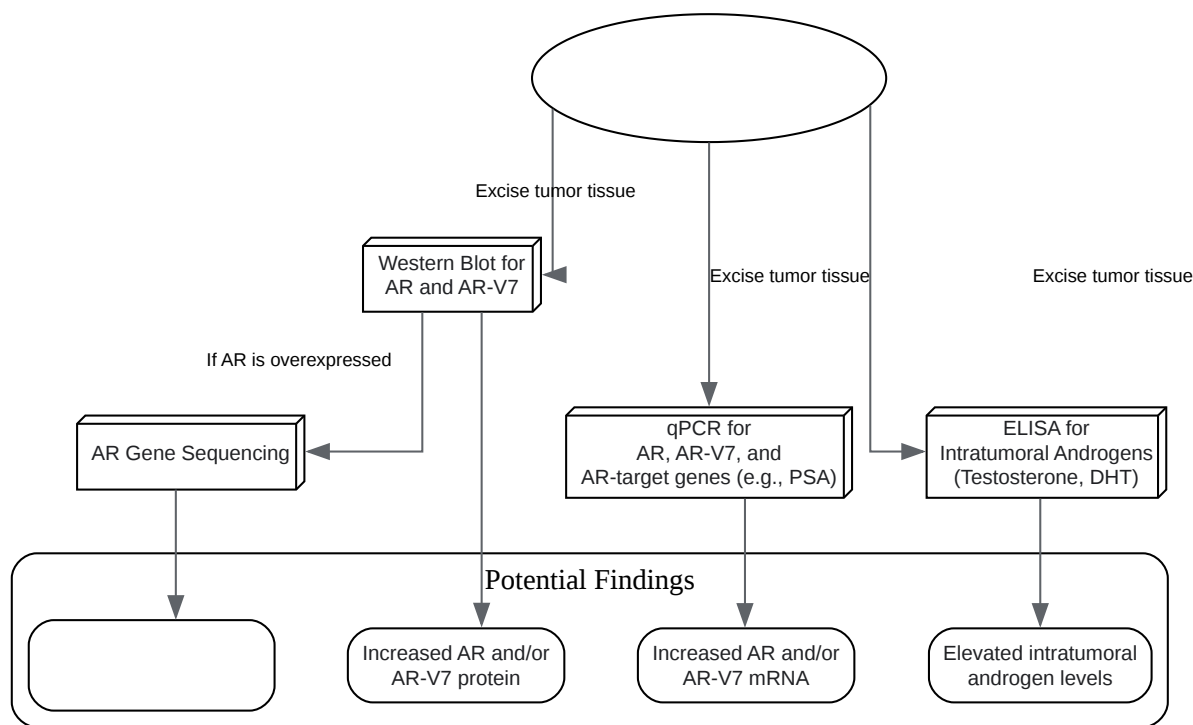 Excise tumor tissue
Western Blot for
AR and AR-V7
Excise tumor tissue
Excise tumor tissue
If AR is overexpressed
AR Gene Sequencing
qPCR for
AR, AR-V7, and
AR-target genes (e.g., PSA)
ELISA for
Intratumoral Androgens
(Testosterone, DHT)
Potential Findings
Increased AR and/or
AR-V7 protein
Increased AR and/or
AR-V7 mRNA
Elevated intratumoral
androgen levels